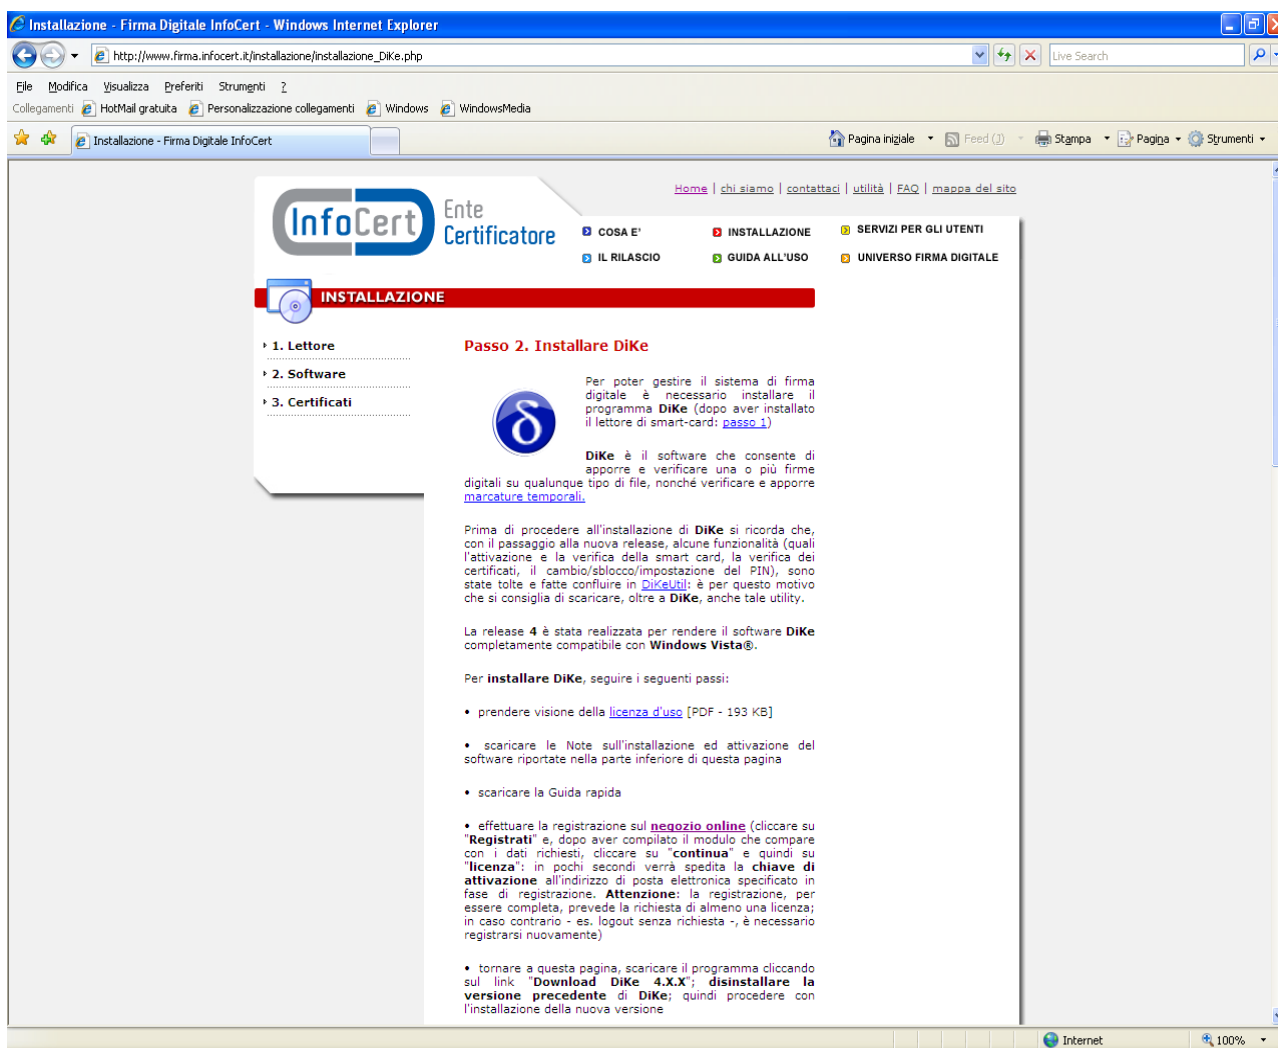 Installazione - Firma Digitale InfoCert - Windows Internet Explorer
http://www.firma.infocert.it/installazione/installazione_DiKe.php
Live Search
File Modifica Visualizza Preferiti Strumenti ?
Collegamenti HotMail gratuita Personalizzazione collegamenti Windows WindowsMedia
Installazione - Firma Digitale InfoCert
Pagina iniziale Feed (J) Stampa Pagina Strumenti
Home | chi siamo | contattaci | utilità | FAQ | mappa del sito
InfoCert
Ente
Certificatore
COSA E' INSTALLAZIONE SERVIZI PER GLI UTENTI
IL RILASCIO GUIDA ALL'USO UNIVERSO FIRMA DIGITALE
INSTALLAZIONE
1. Lettore
2. Software
3. Certificati
Passo 2. Installare DiKe
δ
Per poter gestire il sistema di firma
digitale è necessario installare il
programma DiKe (dopo aver installato
il lettore di smart-card: passo 1)
DiKe è il software che consente di
apporre e verificare una o più firme
digitali su qualunque tipo di file, nonché verificare e apporre
marcature temporali.
Prima di procedere all'installazione di DiKe si ricorda che,
con il passaggio alla nuova release, alcune funzionalità (quali
l'attivazione e la verifica della smart card, la verifica dei
certificati, il cambio/sblocco/impostazione del PIN), sono
state tolte e fatte confluire in DiKeUtil: è per questo motivo
che si consiglia di scaricare, oltre a DiKe, anche tale utility.
La release 4 è stata realizzata per rendere il software DiKe
completamente compatibile con Windows Vista®.
Per installare DiKe, seguire i seguenti passi:
• prendere visione della licenza d'uso [PDF - 193 KB]
• scaricare le Note sull'installazione ed attivazione del
software riportate nella parte inferiore di questa pagina
• scaricare la Guida rapida
• effettuare la registrazione sul negozio online (cliccare su
"Registrati" e, dopo aver compilato il modulo che compare
con i dati richiesti, cliccare su "continua" e quindi su
"licenza": in pochi secondi verrà spedita la chiave di
attivazione all'indirizzo di posta elettronica specificato in
fase di registrazione. Attenzione: la registrazione, per
essere completa, prevede la richiesta di almeno una licenza;
in caso contrario - es. logout senza richiesta -, è necessario
registrarsi nuovamente)
• tornare a questa pagina, scaricare il programma cliccando
sul link "Download DiKe 4.X.X"; disinstallare la
versione precedente di DiKe; quindi procedere con
l'installazione della nuova versione
Internet
100%